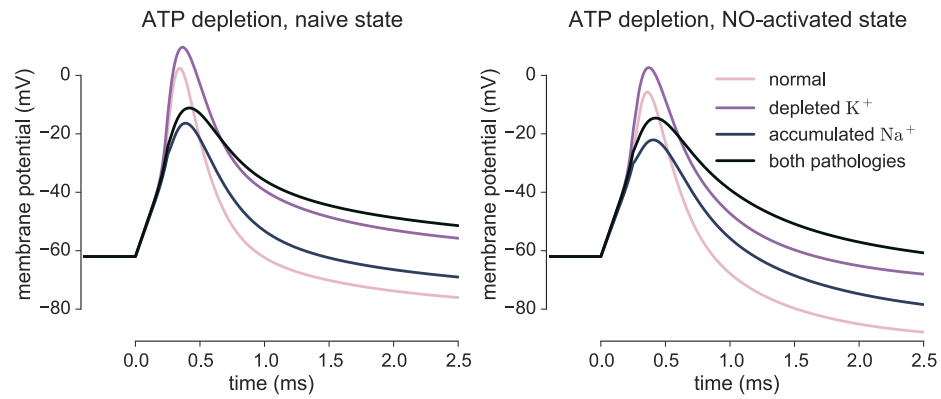 ATP depletion, naive state
membrane potential (mV)
0
−20
−40
−60
−80
0.0 0.5 1.0 1.5 2.0 2.5
time (ms)
ATP depletion, NO-activated state
membrane potential (mV)
0
−20
−40
−60
−80
normal
depleted K⁺
accumulated Na⁺
both pathologies
0.0 0.5 1.0 1.5 2.0 2.5
time (ms)